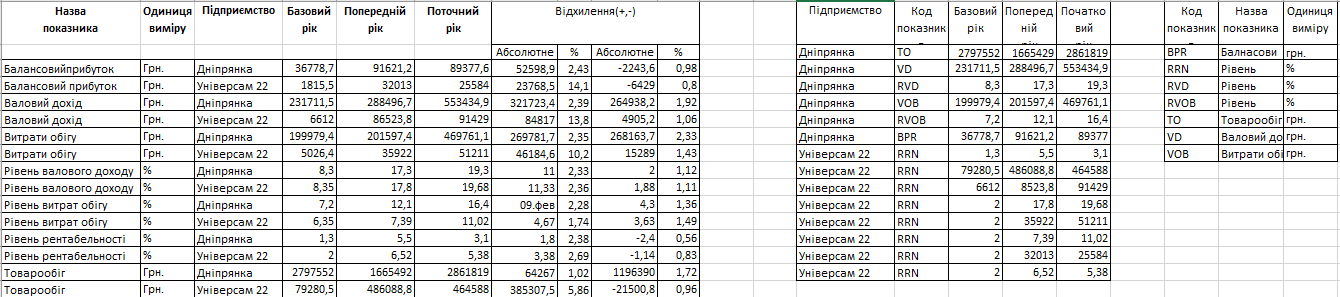 Назва показника Одиниця виміру Підприємство Базовий рік Попередній рік Поточний рік Відхилення(+,-)
Абсолютне % Абсолютне %
Балансовийприбуток Грн. Дніпрянка 36778,7 91621,2 89377,6 52598,9 2,43 -2243,6 0,98
Балансовий прибуток Грн. Універсам 22 1815,5 32013 25584 23768,5 14,1 -6429 0,8
Валовий дохід Грн. Дніпрянка 231711,5 288496,7 553434,9 321723,4 2,39 264938,2 1,92
Валовий дохід Грн. Універсам 22 6612 86523,8 91429 84817 13,8 4905,2 1,06
Витрати обігу Грн. Дніпрянка 199979,4 201597,4 469761,1 269781,7 2,35 268163,7 2,33
Витрати обігу Грн. Універсам 22 5026,4 35922 51211 46184,6 10,2 15289 1,43
Рівень валового доходу % Дніпрянка 8,3 17,3 19,3 11 2,33 2 1,12
Рівень валового доходу % Універсам 22 8,35 17,8 19,68 11,33 2,36 1,88 1,11
Рівень витрат обігу % Дніпрянка 7,2 12,1 16,4 09.фев 2,28 4,3 1,36
Рівень витрат обігу % Універсам 22 6,35 7,39 11,02 4,67 1,74 3,63 1,49
Рівень рентабельності % Дніпрянка 1,3 5,5 3,1 1,8 2,38 -2,4 0,56
Рівень рентабельності % Універсам 22 2 6,52 5,38 3,38 2,69 -1,14 0,83
Товарообіг Грн. Дніпрянка 2797552 1665492 2861819 64267 1,02 1196390 1,72
Товарообіг Грн. Універсам 22 79280,5 486088,8 464588 385307,5 5,86 -21500,8 0,96
Підприємство Код показник Базовий рік Поперед ній Початко вий
Дніпрянка TO 2797552 1665429 2861819
Дніпрянка VD 231711,5 288496,7 553434,9
Дніпрянка RVD 8,3 17,3 19,3
Дніпрянка VOB 199979,4 201597,4 469761,1
Дніпрянка RVOB 7,2 12,1 16,4
Дніпрянка BPR 36778,7 91621,2 89377
Універсам 22 RRN 1,3 5,5 3,1
Універсам 22 RRN 79280,5 486088,8 464588
Універсам 22 RRN 6612 8523,8 91429
Універсам 22 RRN 2 17,8 19,68
Універсам 22 RRN 2 35922 51211
Універсам 22 RRN 2 7,39 11,02
Універсам 22 RRN 2 32013 25584
Універсам 22 RRN 2 6,52 5,38
Код показника Назва показника Одиниця виміру
BPR Балнасови грн.
RRN Рівень %
RVD Рівень %
RVOB Рівень %
TO Товарообіг грн.
VD Валовий до грн.
VOB Витрати обі грн.